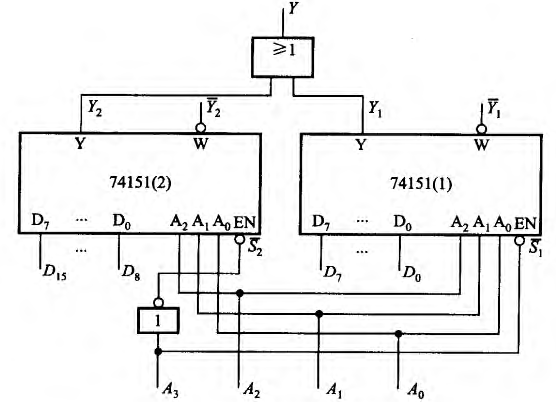 Y
≥1
Y₂ Y̅₂ Y₁ Y̅₁
Y W Y W
74151(2) 74151(1)
D₇ ... D₀ A₂ A₁ A₀ EN D₇ ... D₀ A₂ A₁ A₀ EN
D₁₅ ... D₈ S̅₂ D₇ ... D₀ S̅₁
1
A₃ A₂ A₁ A₀